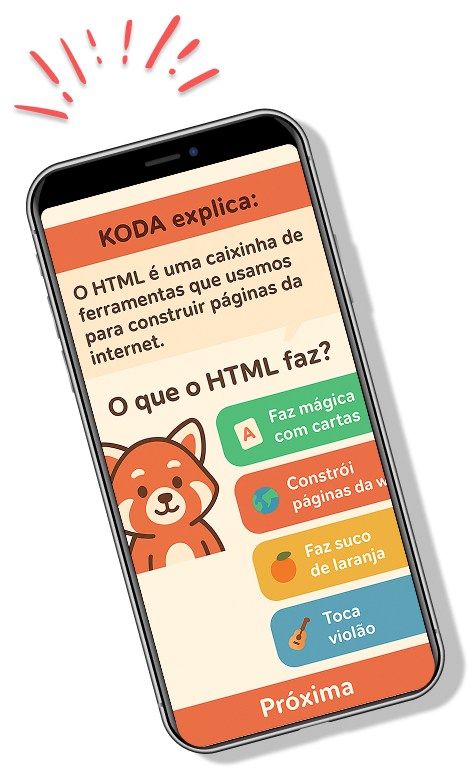 KODA explica:
O HTML é uma caixinha de
ferramentas que usamos
para construir páginas da
internet.
O que o HTML faz?
A
Faz mágica
com cartas
Constrói
páginas da w
Faz suco
de laranja
Toca
violão
Próxima